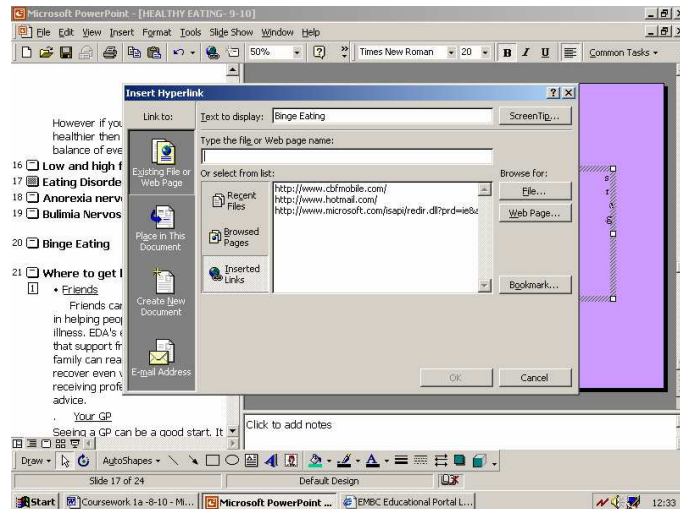 Microsoft PowerPoint - [HEALTHY EATING- 9-10]
File Edit View Insert Format Tools Slide Show Window Help
50% Times New Roman 20 B I U Common Tasks
Insert Hyperlink
Link to: Text to display: Binge Eating ScreenTip...
Type the file or Web page name:
Existing File or Web Page
Or select from list: Browse for:
Recent Files
http://www.cbfmobile.com/
http://www.hotmail.com/
http://www.microsoft.com/isapi/redir.dll?prd=ie8&
File...
Web Page...
Place in This Document
Browsed Pages
Inserted Links
Bookmark...
Create New Document
E-mail Address
OK Cancel
However if you
healthier then
balance of eve
16 Low and high f
17 Eating Disorde
18 Anorexia nerv
19 Bulimia Nervos
20 Binge Eating
21 Where to get
1 • Friends
Friends can
in helping peop
illness. EDA's
that support fr
family can rea
recover even
receiving profe
advice.
. Your GP
Seeing a GP can be a good start. It
Click to add notes
Draw AutoShapes
Slide 17 of 24 Default Design
Start Coursework 1a -8-10 - Mi... Microsoft PowerPoint ... EMBC Educational Portal L... 12:33